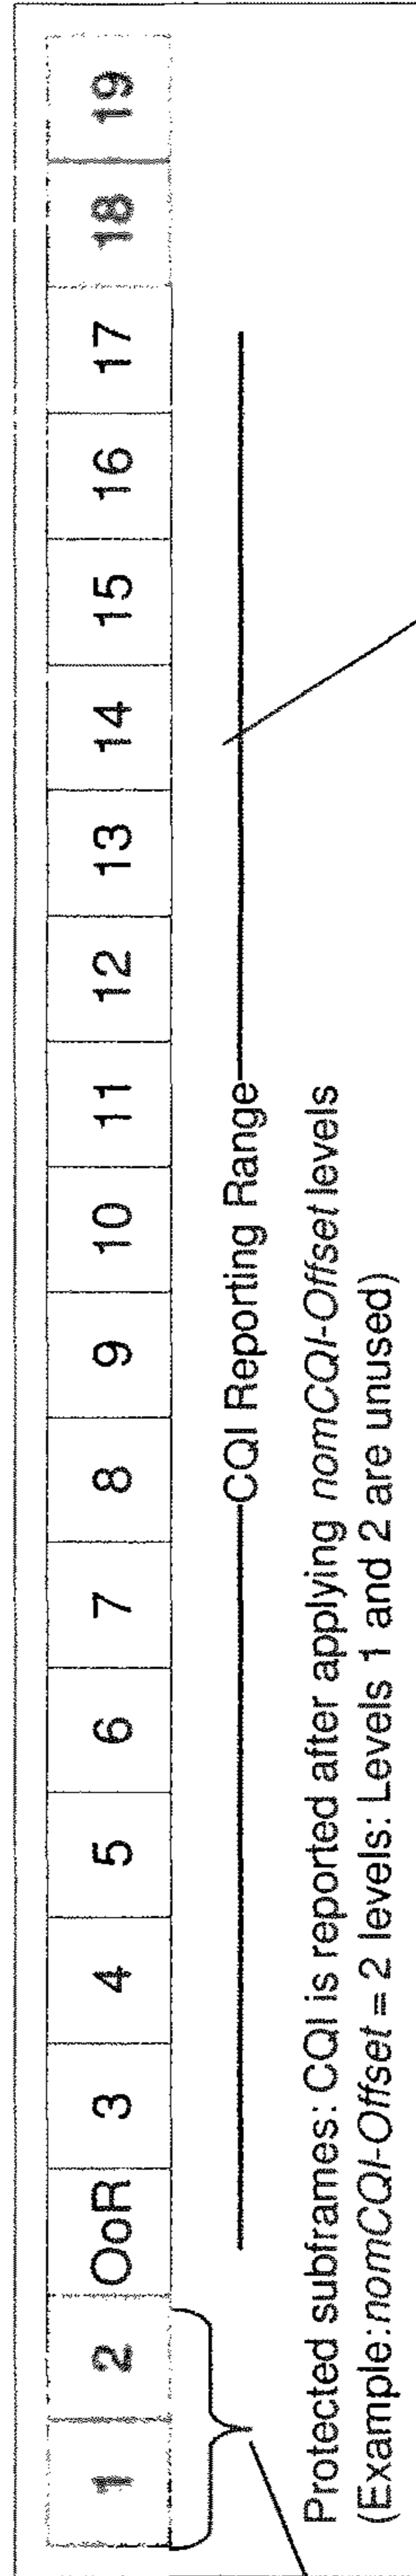 1 2 OoR 3 4 5 6 7 8 9 10 11 12 13 14 15 16 17 18 19
CQI Reporting Range
Protected subframes: CQI is reported after applying nomCQI-Offset levels
(Example: nomCQI-Offset = 2 levels: Levels 1 and 2 are unused)